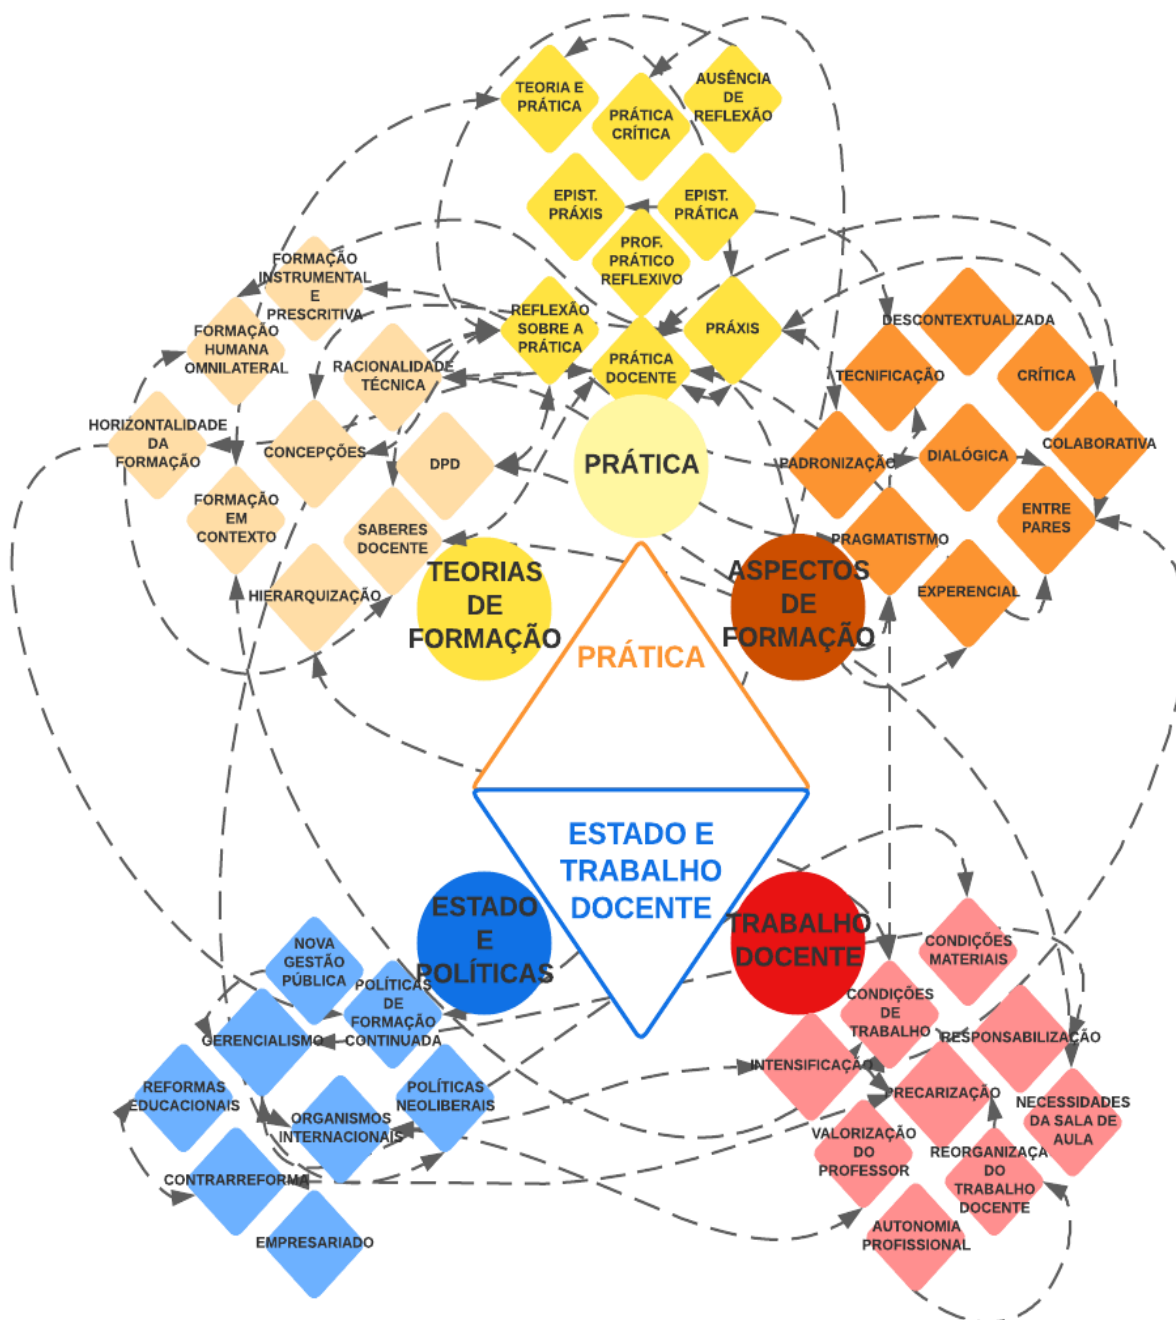 TEORIA E
PRÁTICA
PRÁTICA
CRÍTICA
AUSÊNCIA
DE
REFLEXÃO
EPIST.
PRÁXIS
EPIST.
PRÁTICA
PROF.
PRÁTICO
REFLEXIVO
REFLEXÃO
SOBRE A
PRÁTICA
PRÁTICA
DOCENTE
PRÁXIS
FORMAÇÃO
INSTRUMENTAL
E
PRESCRITIVA
FORMAÇÃO
HUMANA
OMNILATERAL
RACIONALIDADE
TÉCNICA
HORIZONTALIDADE
DA
FORMAÇÃO
CONCEPÇÕES
DPD
FORMAÇÃO
EM
CONTEXTO
SABERES
DOCENTE
HIERARQUIZAÇÃO
DESCONTEXTUALIZADA
TECNIFICAÇÃO
CRÍTICA
PADRONIZAÇÃO
DIALÓGICA
COLABORATIVA
PRAGMATISTMO
ENTRE
PARES
EXPERENCIAL
PRÁTICA
TEORIAS
DE
FORMAÇÃO
ASPECTOS
DE
FORMAÇÃO
PRÁTICA
ESTADO E
TRABALHO
DOCENTE
ESTADO
E
POLÍTICAS
TRABALHO
DOCENTE
NOVA
GESTÃO
PÚBLICA
POLÍTICAS
DE
FORMAÇÃO
CONTINUADA
GERENCIALISMO
REFORMAS
EDUCACIONAIS
ORGANISMOS
INTERNACIONAIS
POLÍTICAS
NEOLIBERAIS
CONTRARREFORMA
EMPRESARIADO
CONDIÇÕES
MATERIAIS
CONDIÇÕES
DE
TRABALHO
RESPONSABILIZAÇÃO
INTENSIFICAÇÃO
PRECARIZAÇÃO
NECESSIDADES
DA SALA DE
AULA
VALORIZAÇÃO
DO
PROFESSOR
REORGANIZAÇA
DO
TRABALHO
DOCENTE
AUTONOMIA
PROFISSIONAL